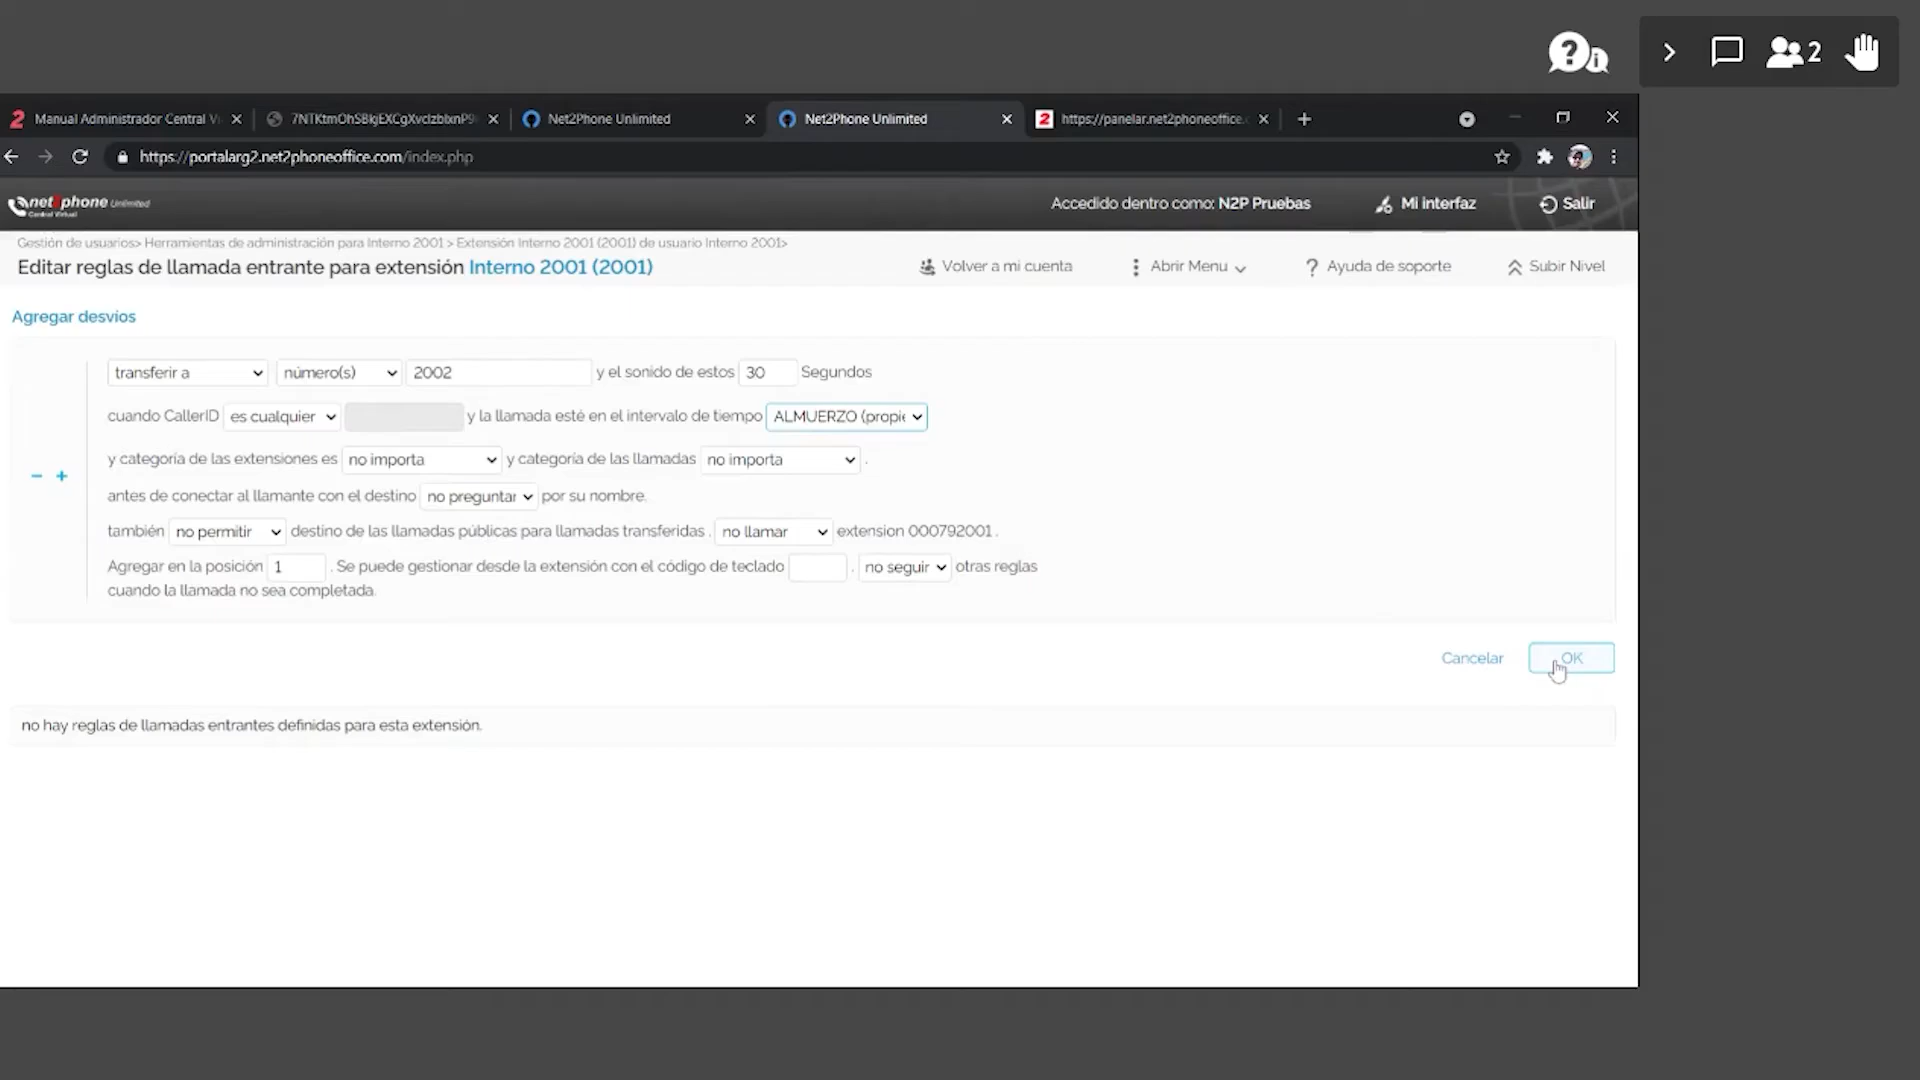 2
Manual Administrador Central Vi
7NTKtmOhSBkjEXCgXvcIzbIxnP9
Net2Phone Unlimited
Net2Phone Unlimited
https://panelar.net2phoneoffice.c
https://portalarg2.net2phoneoffice.com/index.php
net2phone Unlimited
Central Virtual
Accedido dentro como: N2P Pruebas
Mi interfaz
Salir
Gestión de usuarios> Herramientas de administración para Interno 2001 > Extensión Interno 2001 (2001) de usuario Interno 2001>
Editar reglas de llamada entrante para extensión Interno 2001 (2001)
Volver a mi cuenta
Abrir Menu
Ayuda de soporte
Subir Nivel
Agregar desvíos
transferir a número(s) 2002 y el sonido de estos 30 Segundos
cuando CallerID es cualquier y la llamada esté en el intervalo de tiempo ALMUERZO (propie
y categoría de las extensiones es no importa y categoría de las llamadas no importa .
antes de conectar al llamante con el destino no preguntar por su nombre.
también no permitir destino de las llamadas públicas para llamadas transferidas . no llamar extension 000792001 .
Agregar en la posición 1 . Se puede gestionar desde la extensión con el código de teclado . no seguir otras reglas
cuando la llamada no sea completada.
Cancelar
OK
no hay reglas de llamadas entrantes definidas para esta extensión.